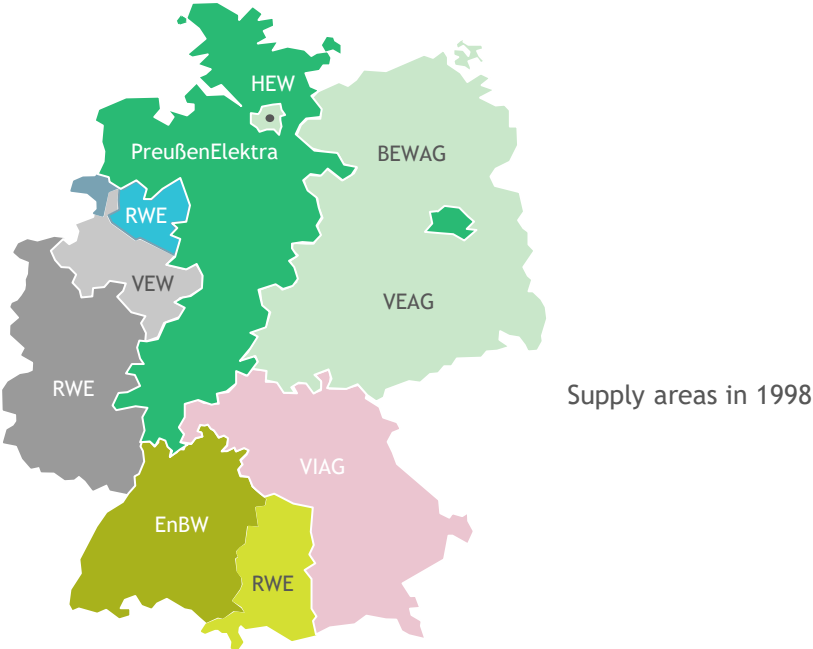 HEW
PreußenElektra
BEWAG
RWE
VEW
VEAG
RWE
Supply areas in 1998
VIAG
EnBW
RWE